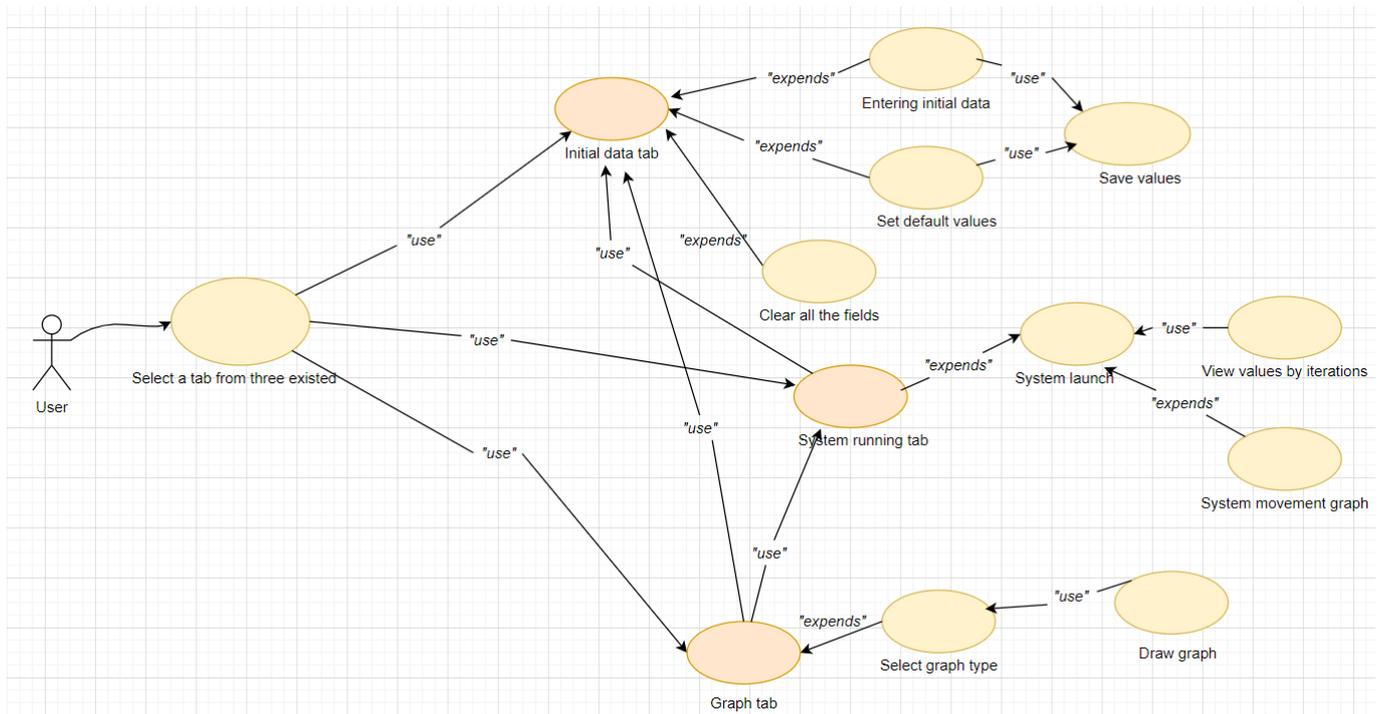 "expends"
"use"
Entering initial data
"expends"
"use"
Initial data tab
Save values
Set default values
"use"
"expends"
"use"
Clear all the fields
"use"
"use"
"expends"
Select a tab from three existed
System launch
View values by iterations
User
"expends"
"use"
System running tab
"use"
System movement graph
"use"
"use"
"expends"
Select graph type
Draw graph
Graph tab